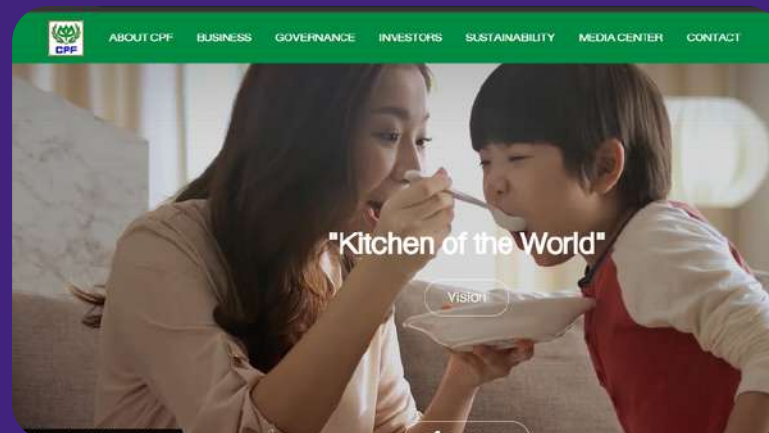 CPF
ABOUT CPF BUSINESS GOVERNANCE INVESTORS SUSTAINABILITY MEDIA CENTER CONTACT
"Kitchen of the World"
Vision